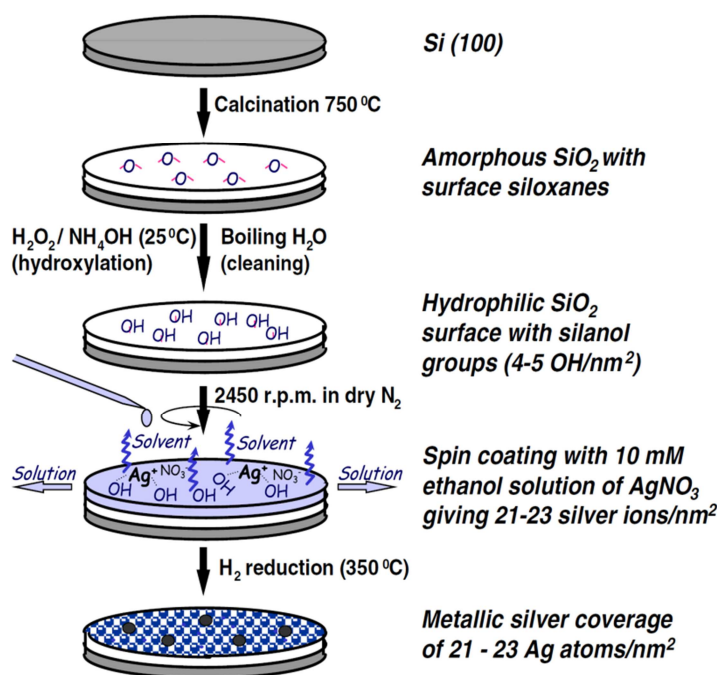 Si (100)
Calcination 750 ⁰C
O O O O
O O
Amorphous SiO₂ with
surface siloxanes
H₂O₂/ NH₄OH (25⁰C)
(hydroxylation)
Boiling H₂O
(cleaning)
OH OH OH OH
OH OH OH
Hydrophilic SiO₂
surface with silanol
groups (4-5 OH/nm²)
2450 r.p.m. in dry N₂
Solvent Solvent
Solution
Ag⁺ NO₃⁻ Ag⁺ NO₃⁻
OH OH OH OH OH
Solution
Spin coating with 10 mM
ethanol solution of AgNO₃
giving 21-23 silver ions/nm²
H₂ reduction (350 ⁰C)
Metallic silver coverage
of 21 - 23 Ag atoms/nm²